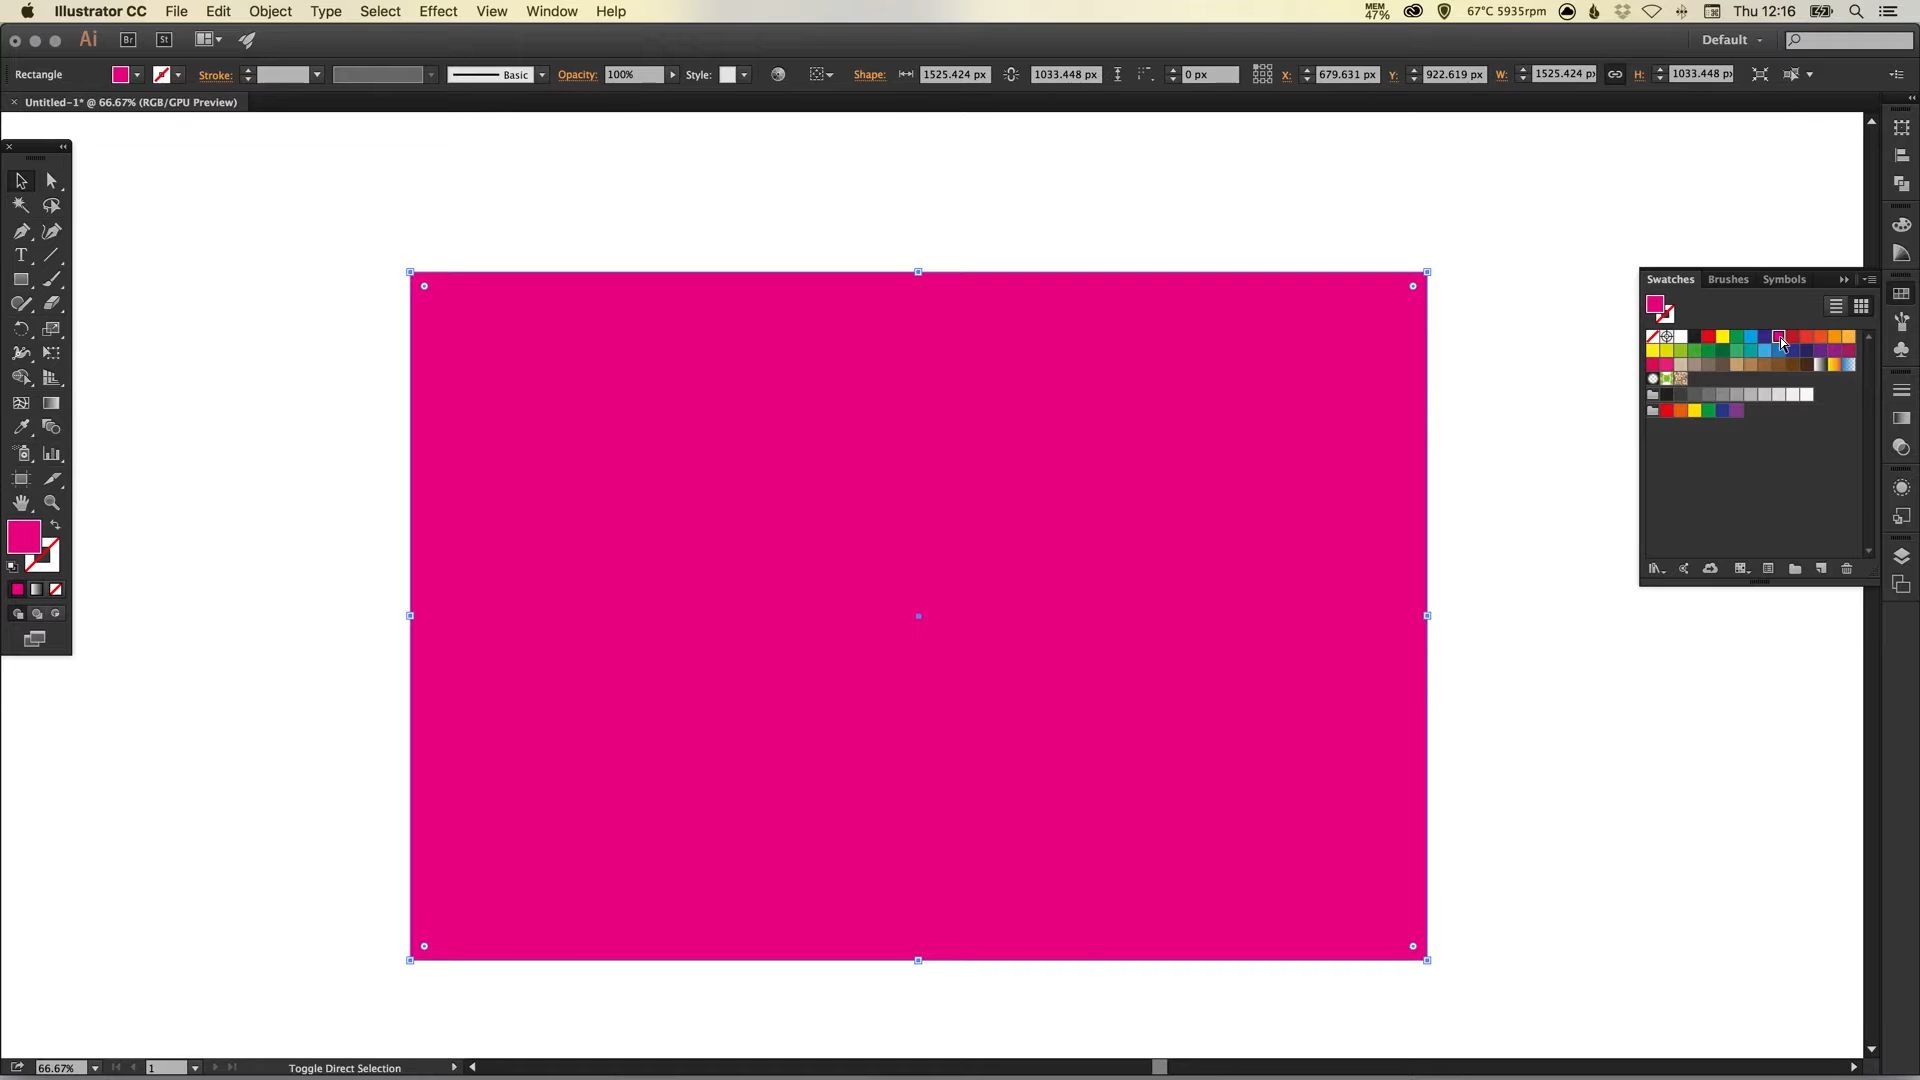 Illustrator CC File Edit Object Type Select Effect View Window Help MEM 47% 67°C 5935rpm Thu 12:16
Ai Br St Default
Rectangle Stroke: Basic Opacity: 100% Style: Shape: 1525.424 px 1033.448 px 0 px X: 679.631 px Y: 922.619 px W: 1525.424 px H: 1033.448 px
Untitled-1* @ 66.67% (RGB/GPU Preview)
Swatches Brushes Symbols
T
66.67% 1 Toggle Direct Selection